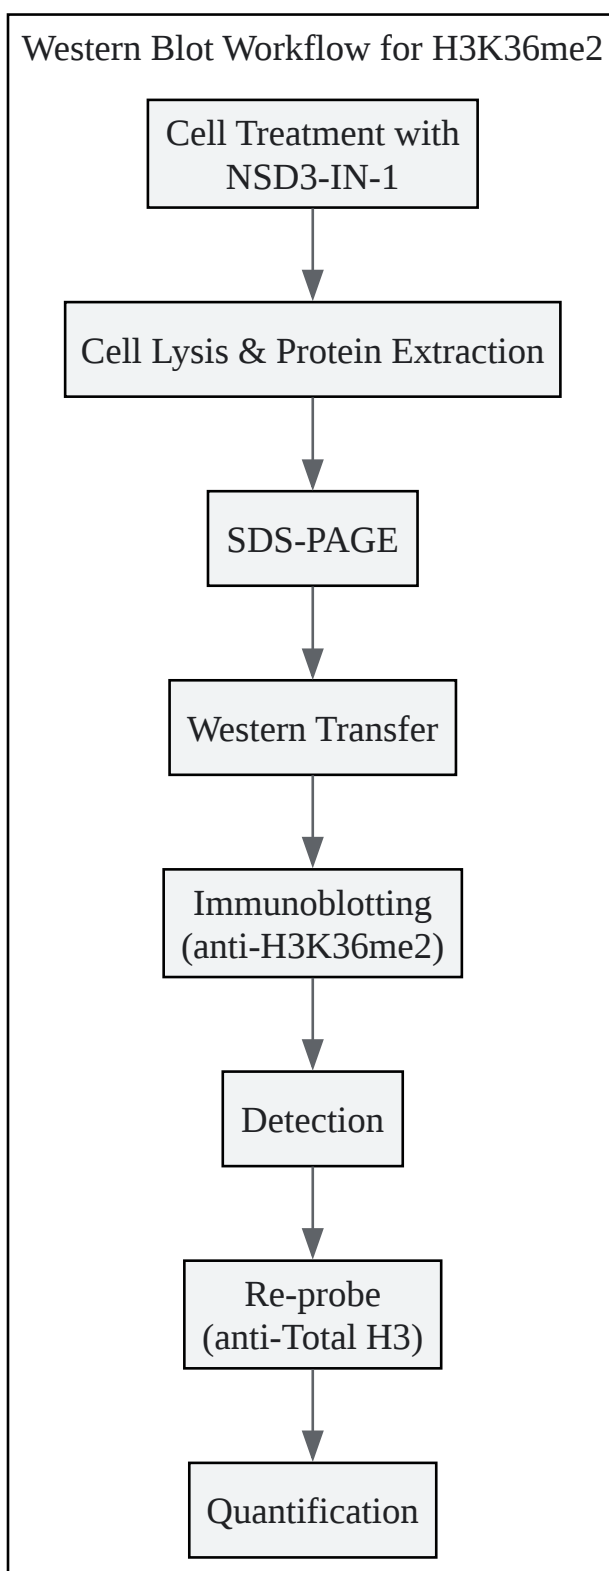 Western Blot Workflow for H3K36me2
Cell Treatment with
NSD3-IN-1
Cell Lysis & Protein Extraction
SDS-PAGE
Western Transfer
Immunoblotting
(anti-H3K36me2)
Detection
Re-probe
(anti-Total H3)
Quantification